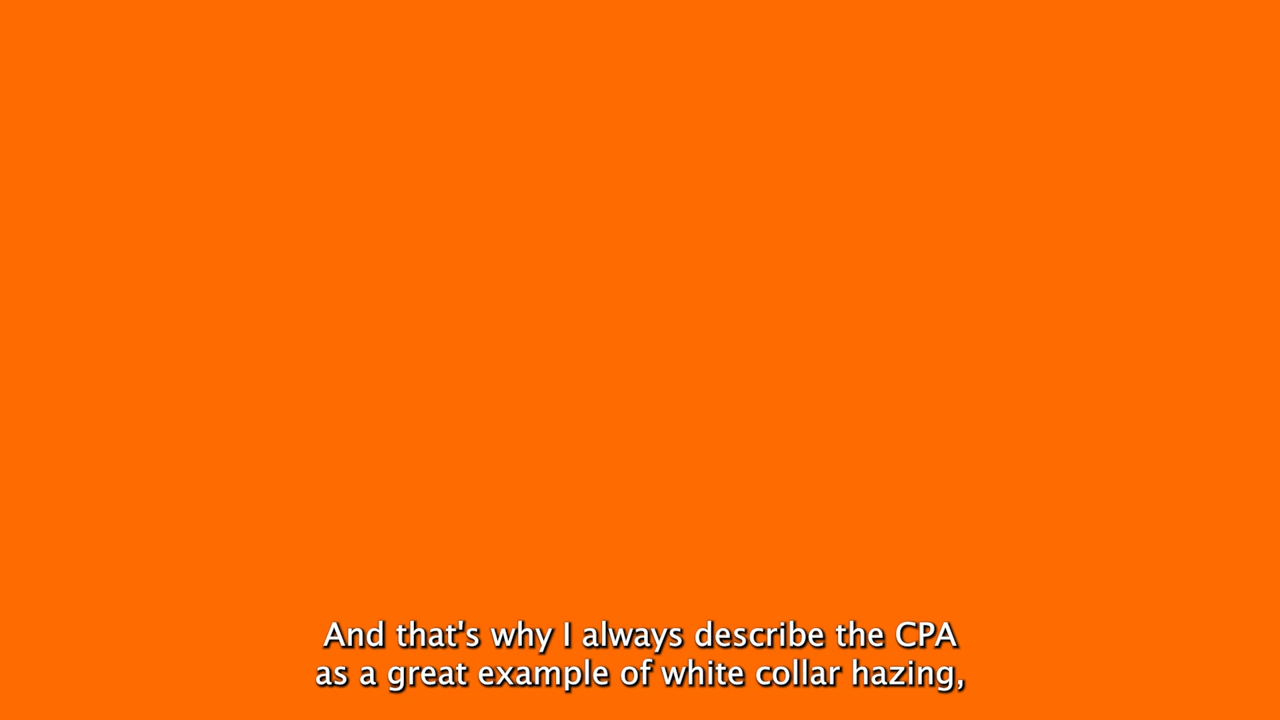 And that's why I always describe the CPA
as a great example of white collar hazing,